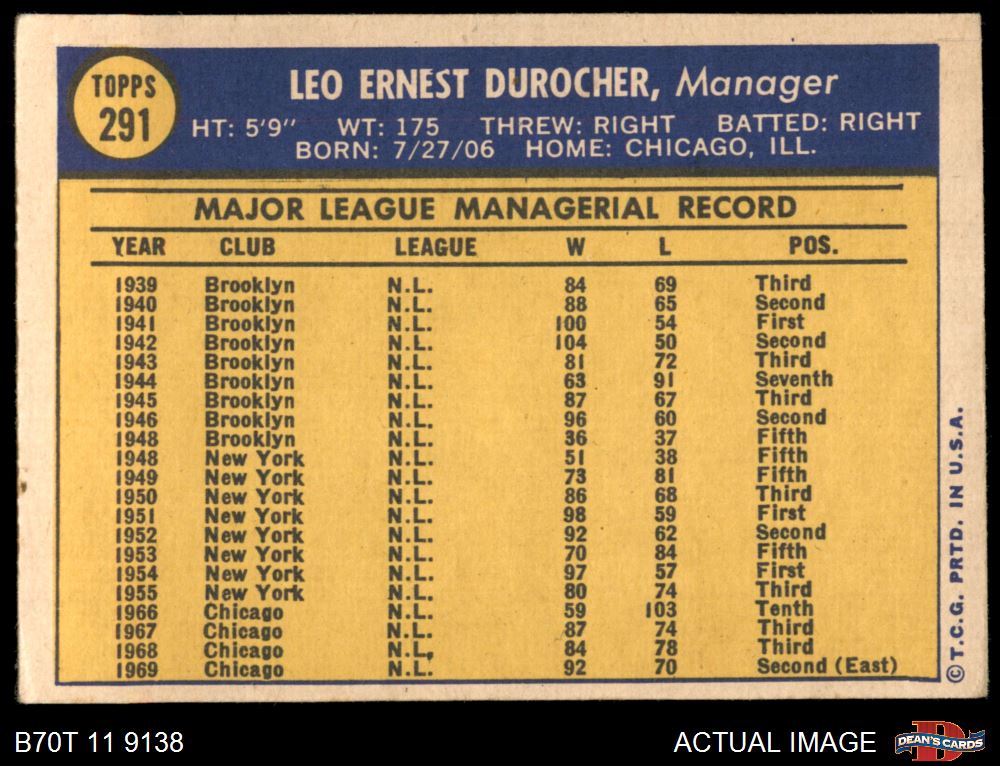 TOPPS
291
LEO ERNEST DUROCHER, Manager
HT: 5'9" WT: 175 THREW: RIGHT BATTED: RIGHT
BORN: 7/27/06 HOME: CHICAGO, ILL.
MAJOR LEAGUE MANAGERIAL RECORD
YEAR CLUB LEAGUE W L POS.
1939 Brooklyn N.L. 84 69 Third
1940 Brooklyn N.L. 88 65 Second
1941 Brooklyn N.L. 100 54 First
1942 Brooklyn N.L. 104 50 Second
1943 Brooklyn N.L. 81 72 Third
1944 Brooklyn N.L. 63 91 Seventh
1945 Brooklyn N.L. 87 67 Third
1946 Brooklyn N.L. 96 60 Second
1948 Brooklyn N.L. 36 37 Fifth
1948 New York N.L. 51 38 Fifth
1949 New York N.L. 73 81 Fifth
1950 New York N.L. 86 68 Third
1951 New York N.L. 98 59 First
1952 New York N.L. 92 62 Second
1953 New York N.L. 70 84 Fifth
1954 New York N.L. 97 57 First
1955 New York N.L. 80 74 Third
1966 Chicago N.L. 59 103 Tenth
1967 Chicago N.L. 87 74 Third
1968 Chicago N.L. 84 78 Third
1969 Chicago N.L. 92 70 Second (East)
© T.C.G. PRTD. IN U.S.A.
B70T 11 9138
ACTUAL IMAGE
D
DEAN'S CARDS